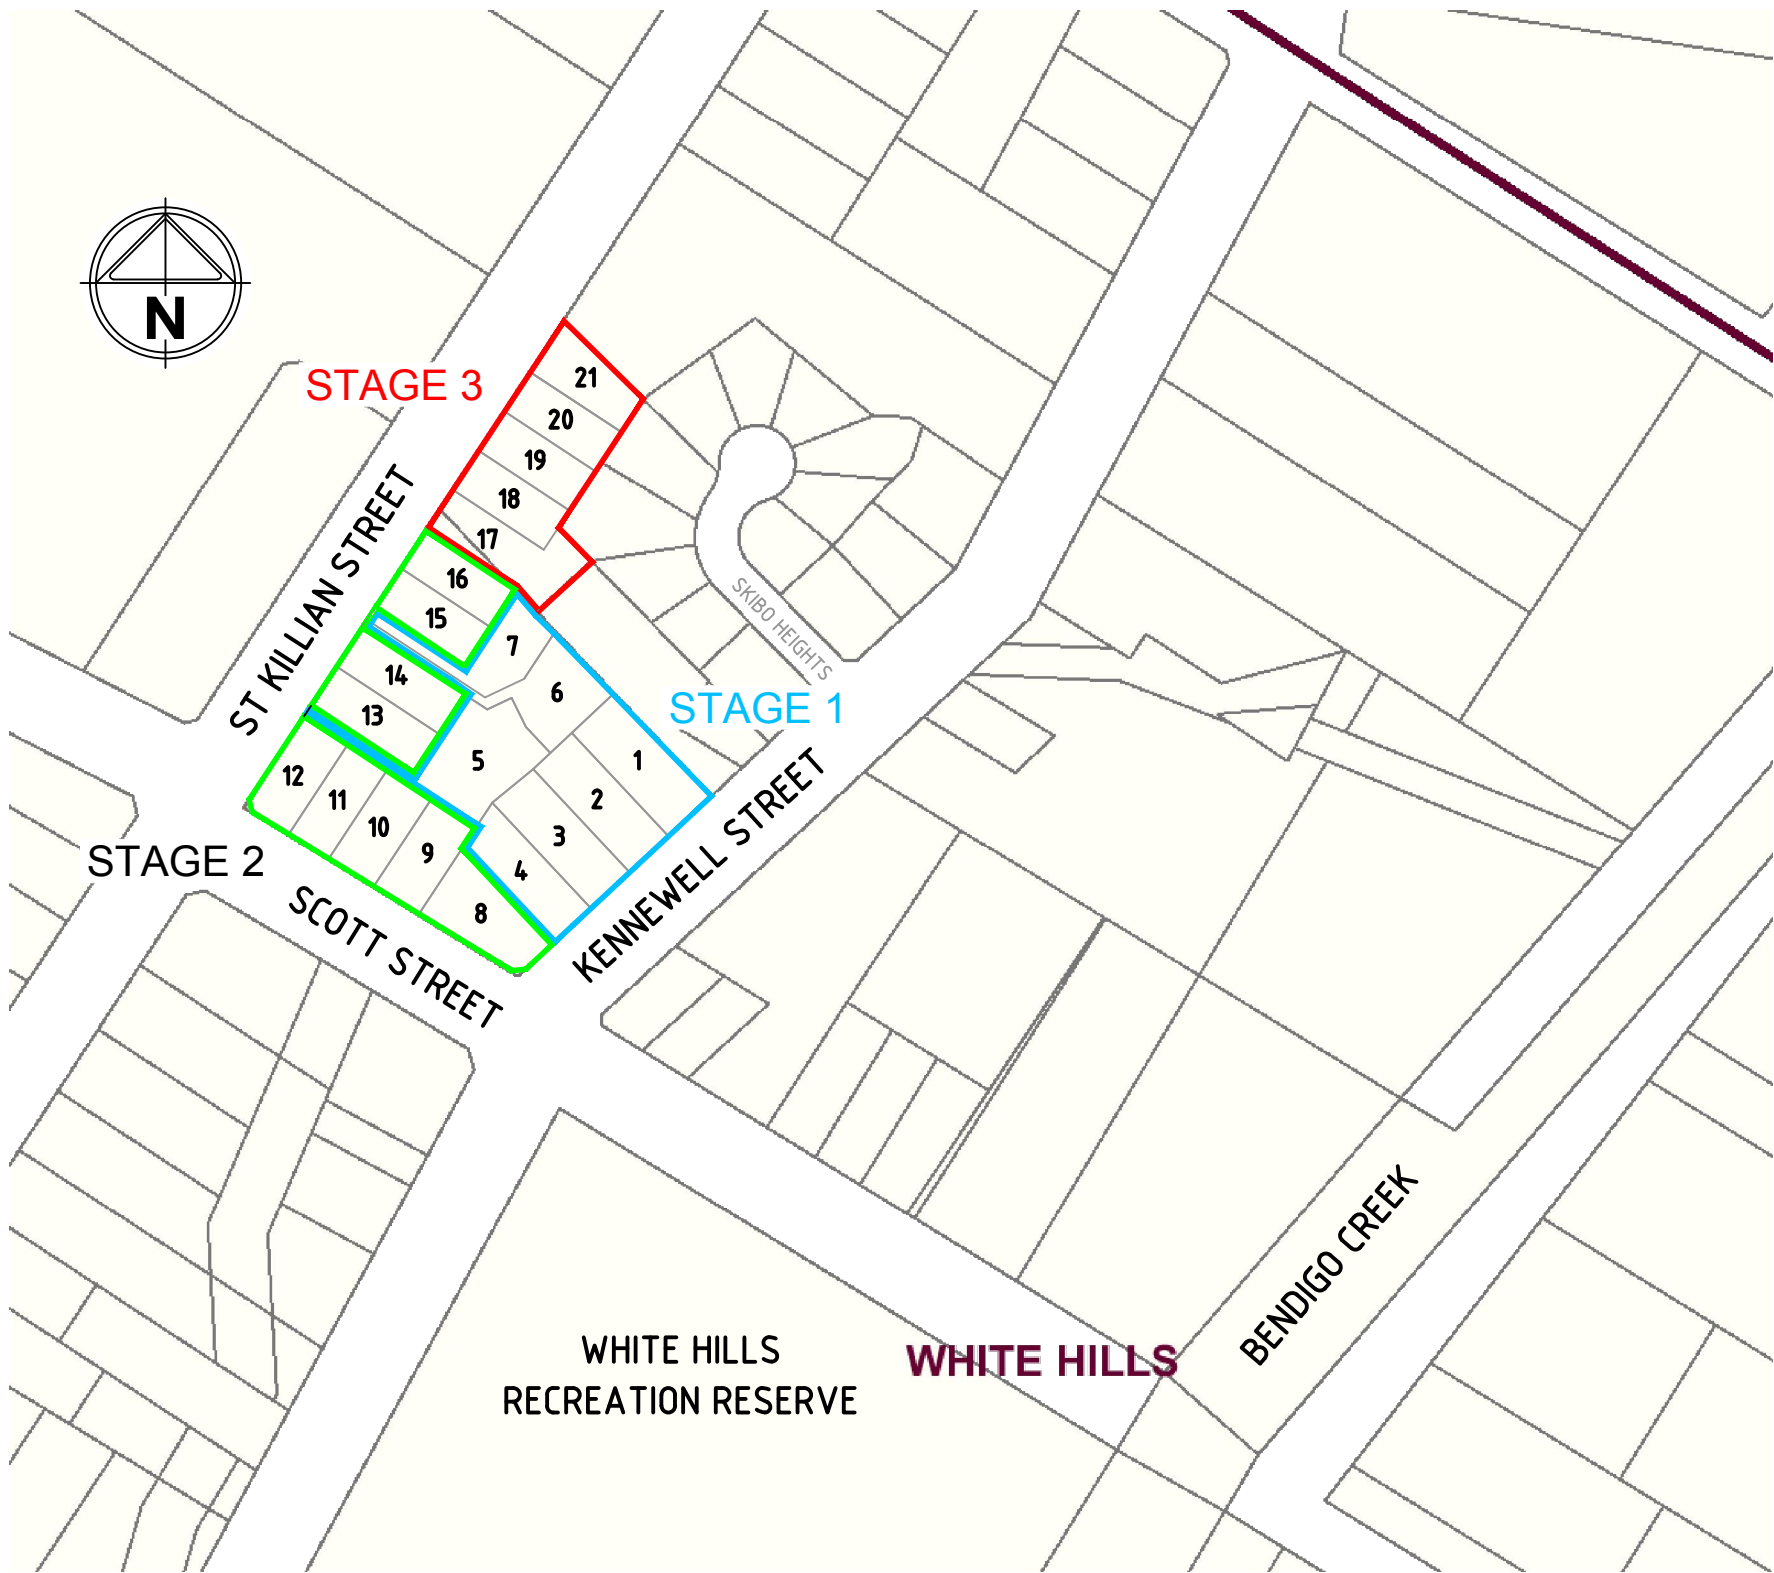 N
STAGE 3
21
20
19
18
17
16
15
14
13
12
11
10
9
8
7
6
5
4
3
2
1
ST KILLIAN STREET
SKIBO HEIGHTS
STAGE 1
STAGE 2
SCOTT STREET
KENNEWELL STREET
BENDIGO CREEK
WHITE HILLS
RECREATION RESERVE
WHITE HILLS